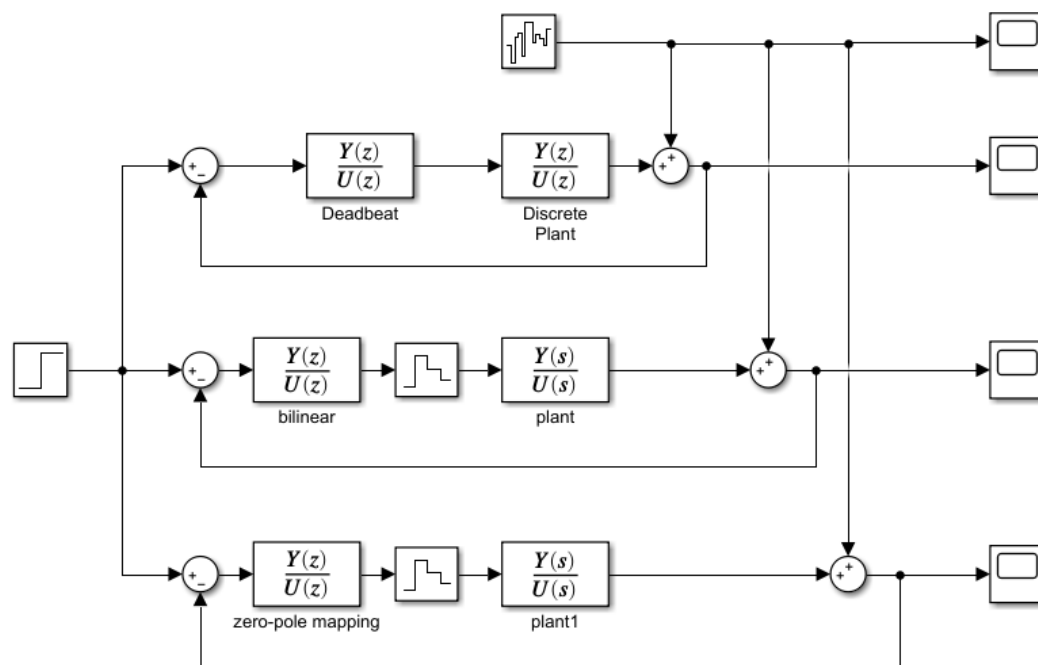 +
−
Y(z)
U(z)
Deadbeat
Y(z)
U(z)
Discrete
Plant
+
+
+
−
Y(z)
U(z)
bilinear
Y(s)
U(s)
plant
+
+
+
−
Y(z)
U(z)
zero-pole mapping
Y(s)
U(s)
plant1
+
+